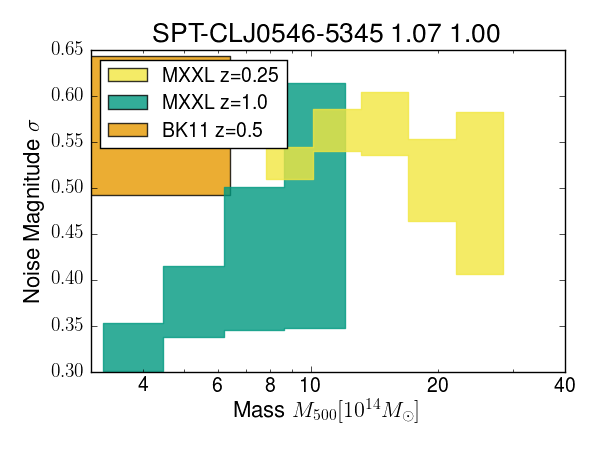 SPT-CLJ0546-5345 1.07 1.00
MXXL z=0.25
MXXL z=1.0
BK11 z=0.5
Noise Magnitude σ
0.65
0.60
0.55
0.50
0.45
0.40
0.35
0.30
4 6 8 10 20 40
Mass M₅₀₀[10¹⁴M⊙]